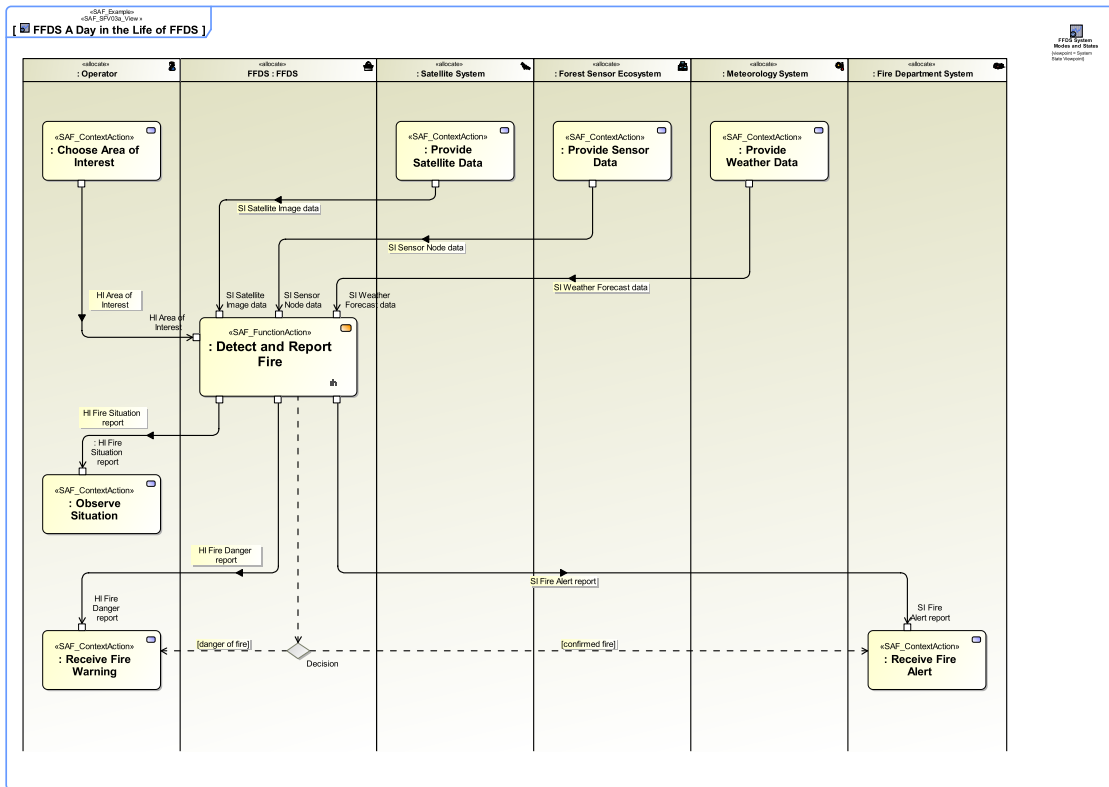 «SAF_Example»
«SAF_SFV03a_View »
[ FFDS A Day in the Life of FFDS ]
FFDS System
Modes and States
[viewpoint = System
State Viewpoint]
«allocate»
: Operator
«allocate»
FFDS : FFDS
«allocate»
: Satellite System
«allocate»
: Forest Sensor Ecosystem
«allocate»
: Meteorology System
«allocate»
: Fire Department System
«SAF_ContextAction»
: Choose Area of
Interest
«SAF_ContextAction»
: Provide
Satellite Data
«SAF_ContextAction»
: Provide Sensor
Data
«SAF_ContextAction»
: Provide
Weather Data
SI Satellite Image data
SI Sensor Node data
SI Weather Forecast data
HI Area of
Interest
HI Area of
Interest
SI Satellite
Image data
SI Sensor
Node data
SI Weather
Forecast data
«SAF_FunctionAction»
: Detect and Report
Fire
HI Fire Situation
report
: HI Fire
Situation
report
«SAF_ContextAction»
: Observe
Situation
HI Fire Danger
report
SI Fire Alert report
HI Fire
Danger
report
SI Fire
Alert report
«SAF_ContextAction»
: Receive Fire
Warning
[danger of fire]
Decision
[confirmed fire]
«SAF_ContextAction»
: Receive Fire
Alert